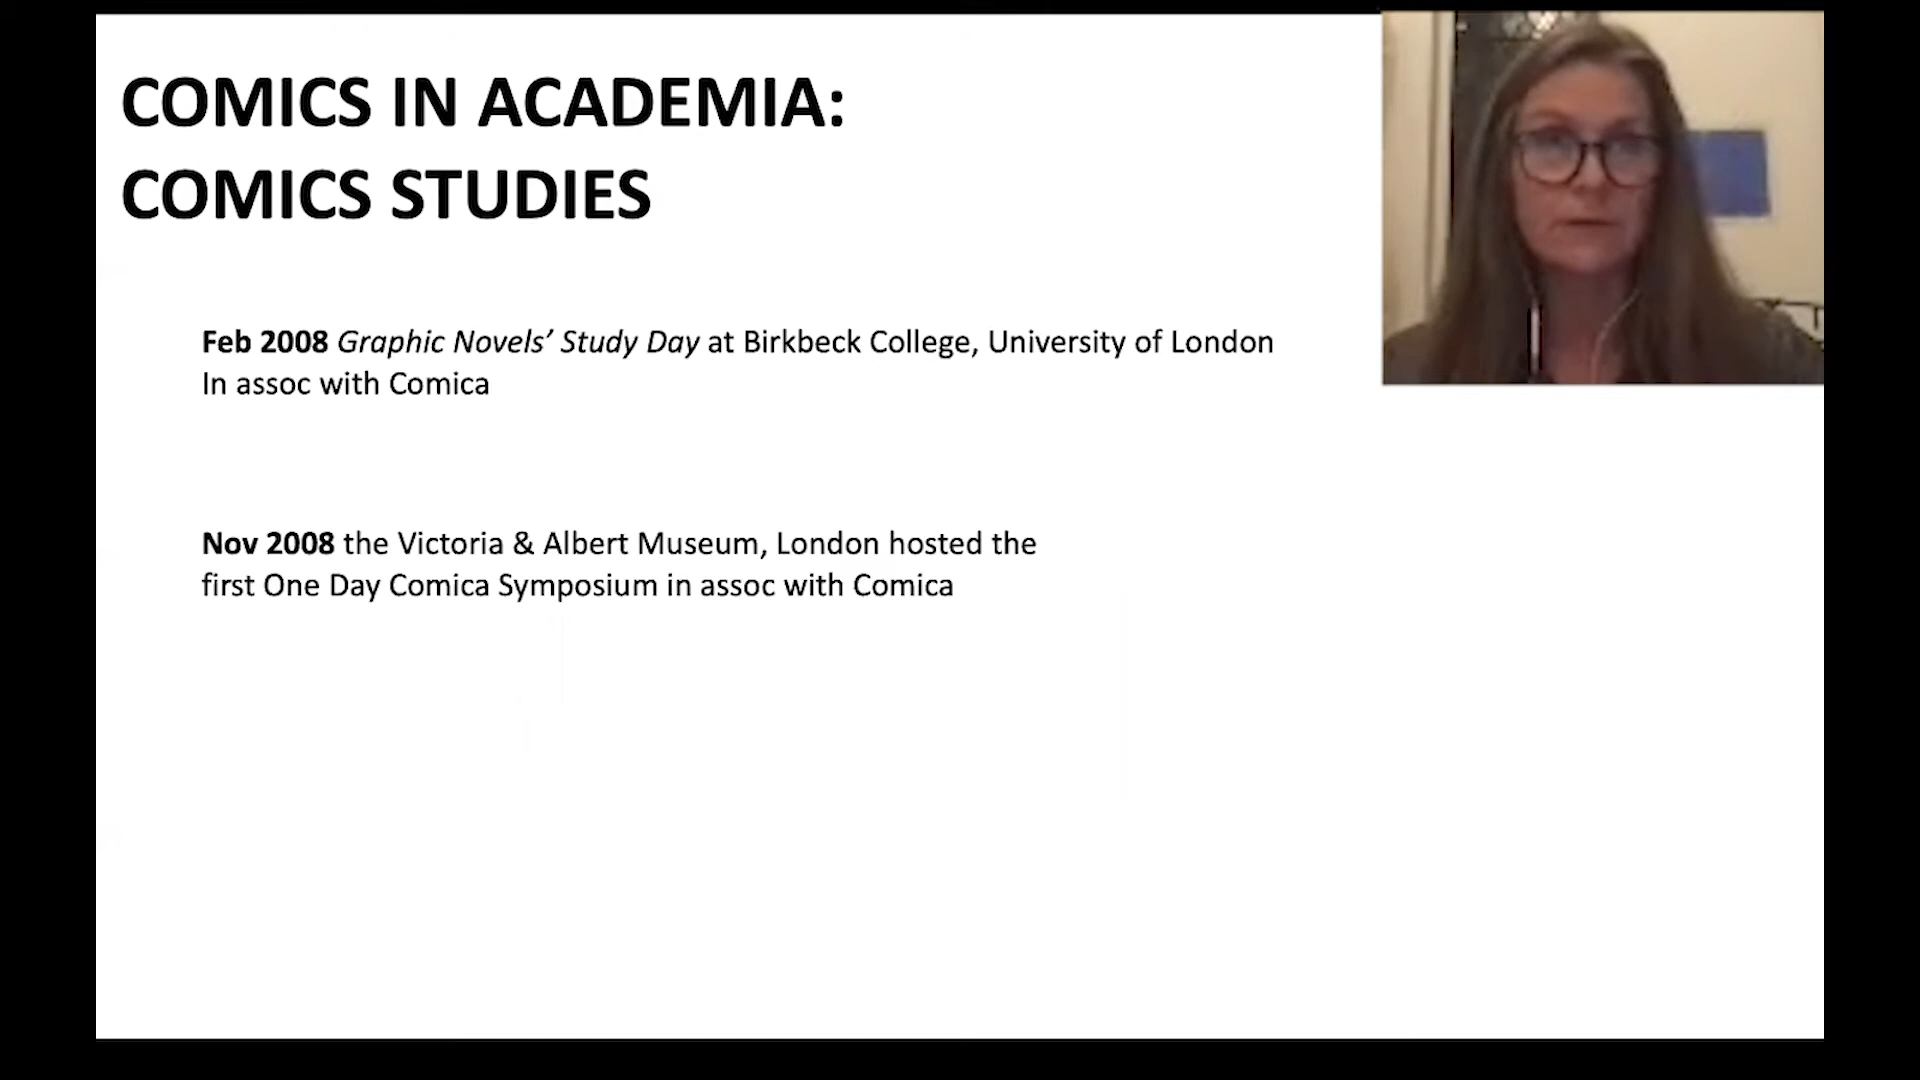 COMICS IN ACADEMIA:
COMICS STUDIES
Feb 2008 Graphic Novels’ Study Day at Birkbeck College, University of London
In assoc with Comica
Nov 2008 the Victoria & Albert Museum, London hosted the
first One Day Comica Symposium in assoc with Comica